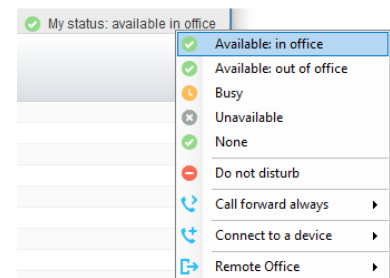 My status: available in office
Available: in office
Available: out of office
Busy
Unavailable
None
Do not disturb
Call forward always
Connect to a device
Remote Office